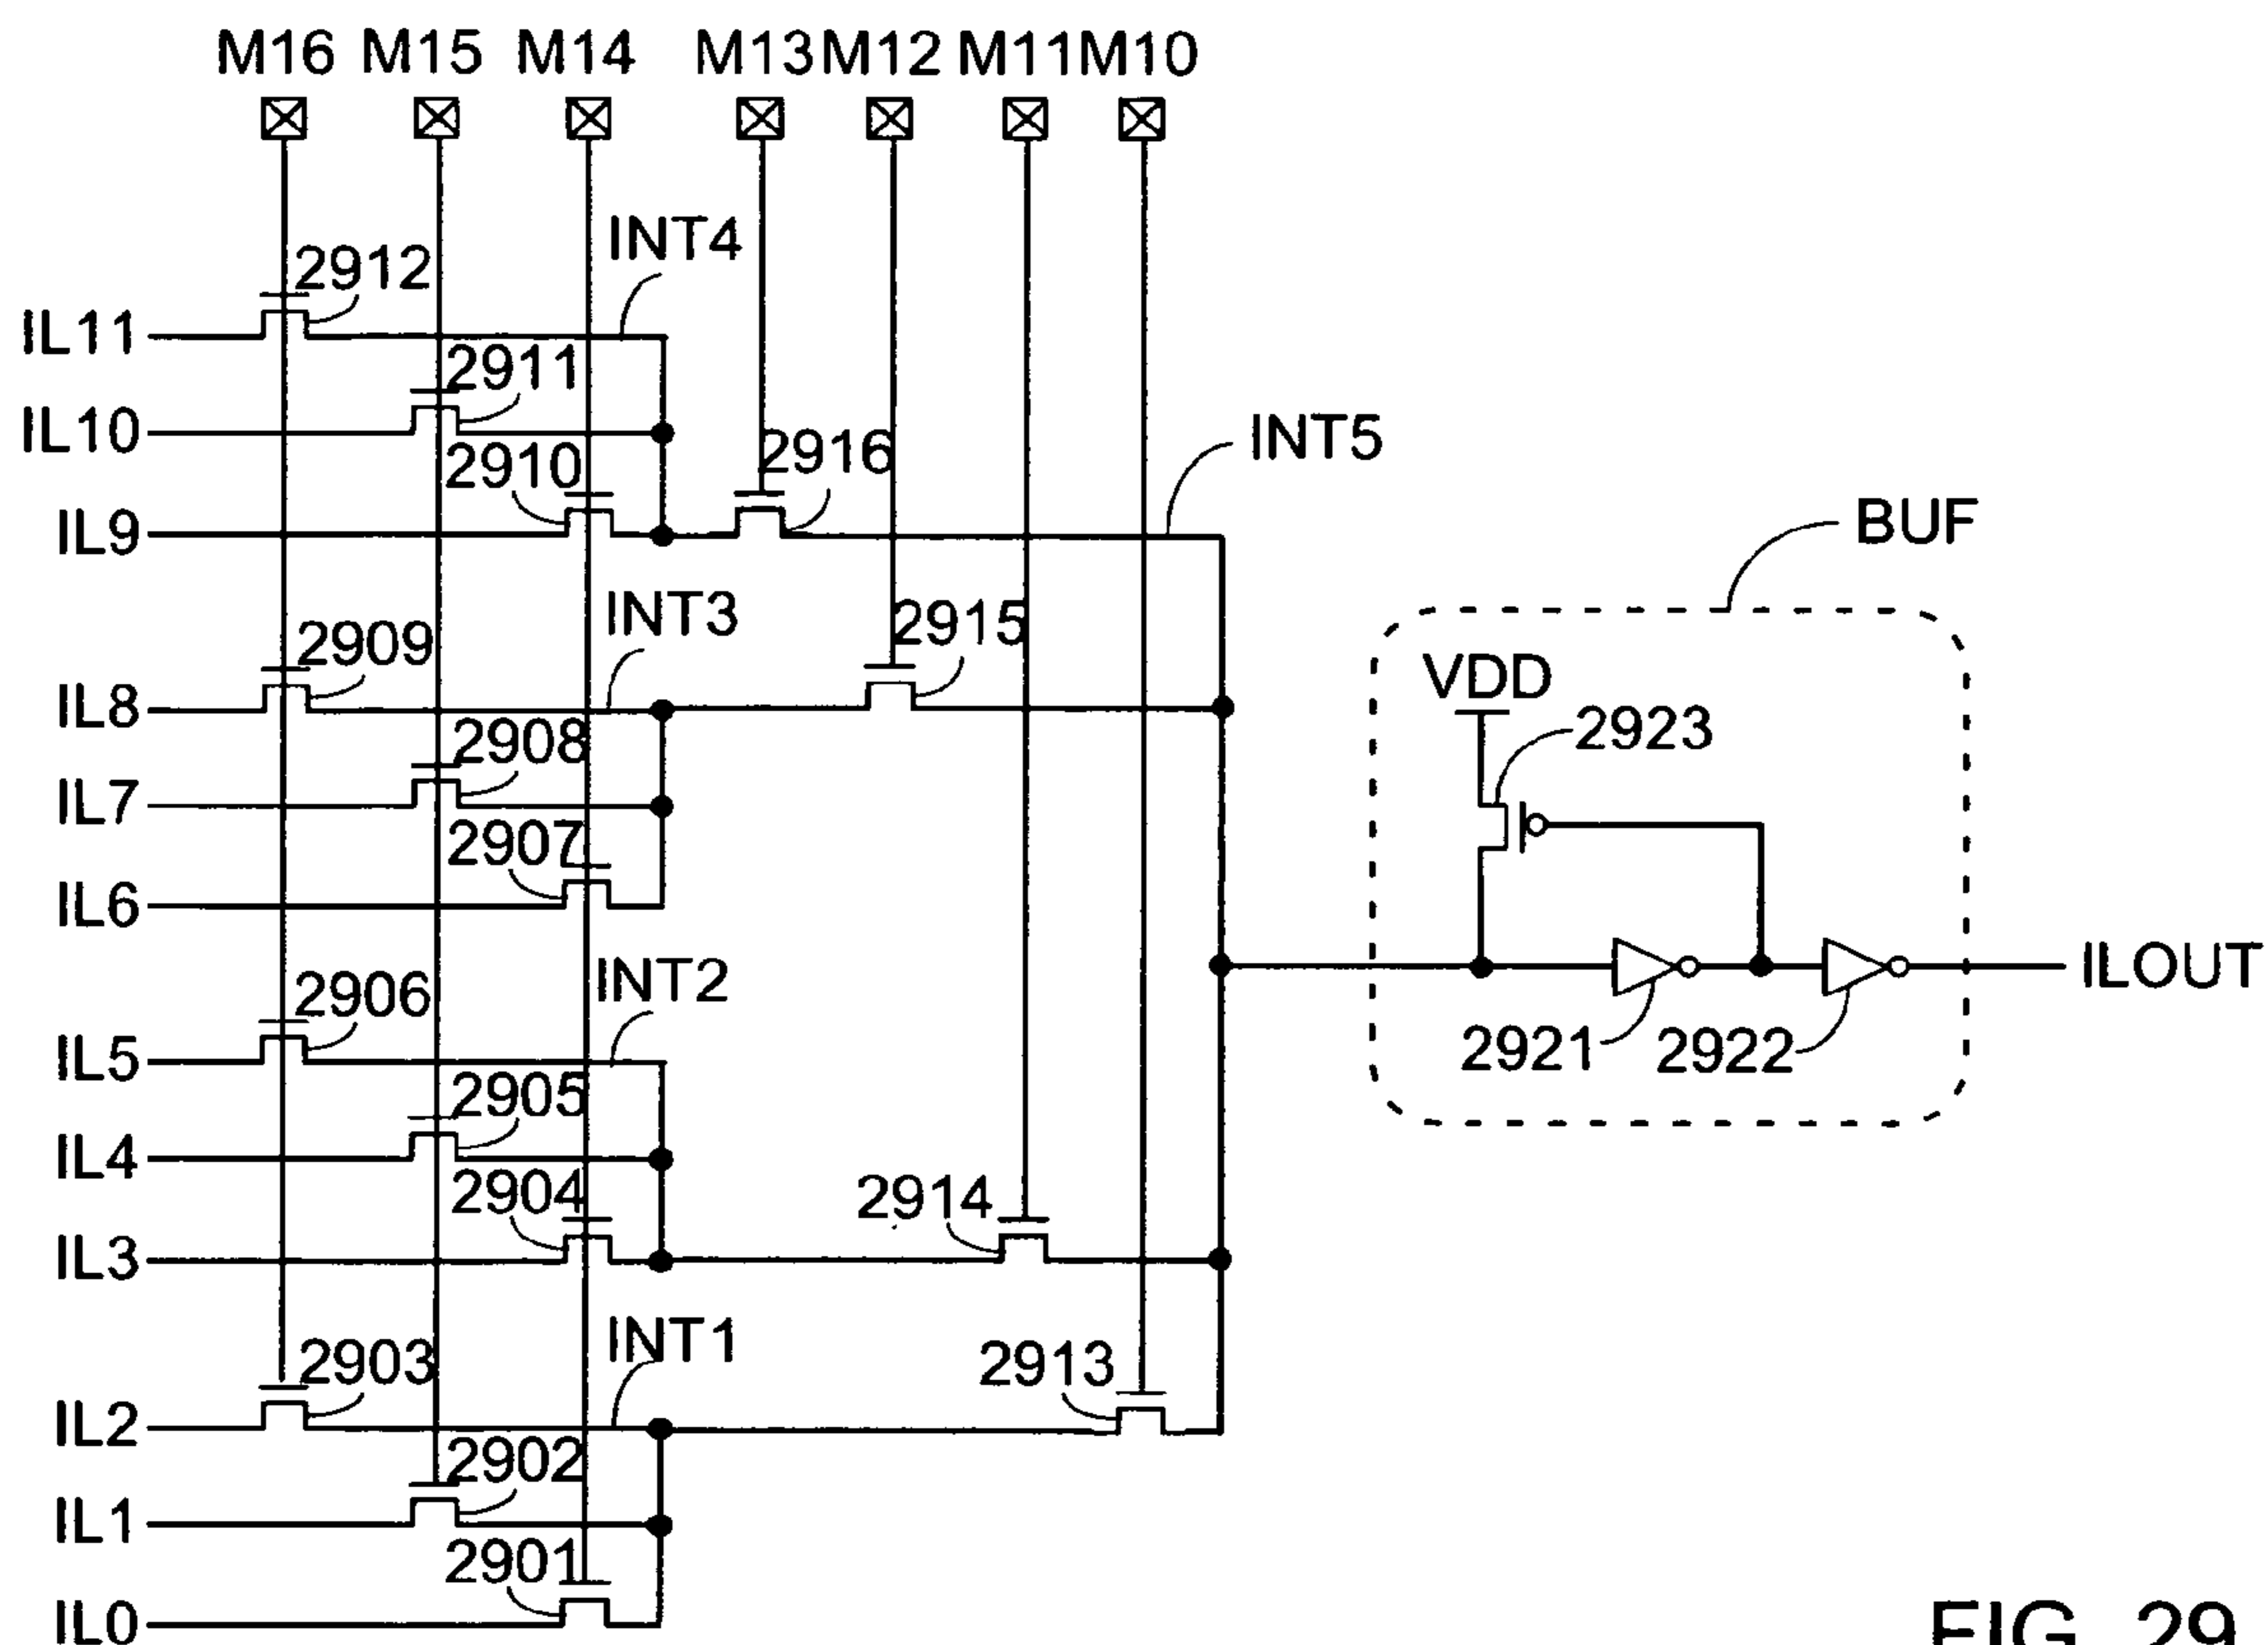 M16 M15 M14 M13 M12 M11 M10
INT4
2912
IL11
2911
IL10
2910
2916
INT5
IL9
BUF
INT3
2909
2915
IL8
VDD
2908
2923
IL7
2907
IL6
INT2
ILOUT
2906
IL5
2921
2922
2905
IL4
2904
2914
IL3
INT1
2903
2913
IL2
2902
IL1
2901
IL0
FIG. 29